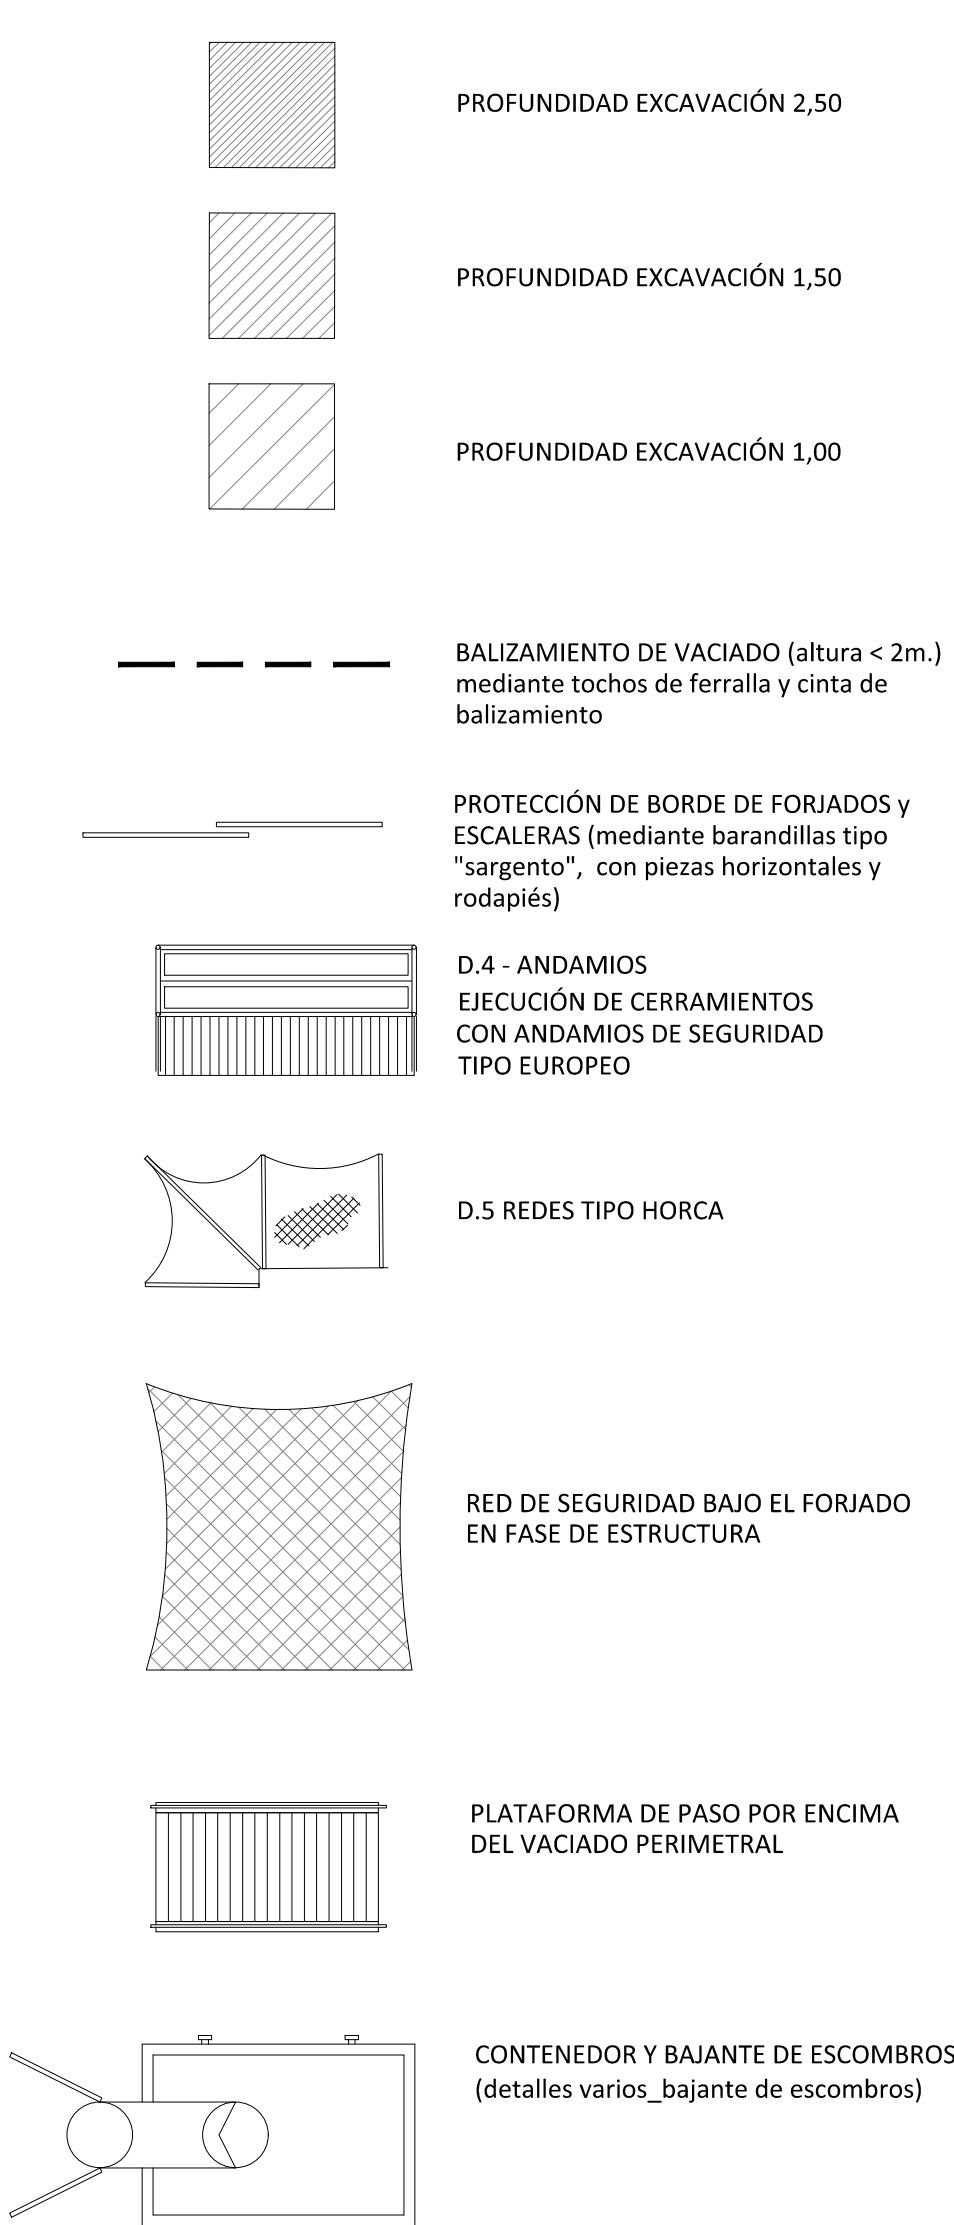 PROFUNDIDAD EXCAVACIÓN 2,50
PROFUNDIDAD EXCAVACIÓN 1,50
PROFUNDIDAD EXCAVACIÓN 1,00
BALIZAMIENTO DE VACIADO (altura < 2m.)
mediante tochos de ferralla y cinta de
balizamiento
PROTECCIÓN DE BORDE DE FORJADOS y
ESCALERAS (mediante barandillas tipo
"sargento", con piezas horizontales y
rodapiés)
D.4 - ANDAMIOS
EJECUCIÓN DE CERRAMIENTOS
CON ANDAMIOS DE SEGURIDAD
TIPO EUROPEO
D.5 REDES TIPO HORCA
RED DE SEGURIDAD BAJO EL FORJADO
EN FASE DE ESTRUCTURA
PLATAFORMA DE PASO POR ENCIMA
DEL VACIADO PERIMETRAL
CONTENEDOR Y BAJANTE DE ESCOMBROS
(detalles varios_bajante de escombros)